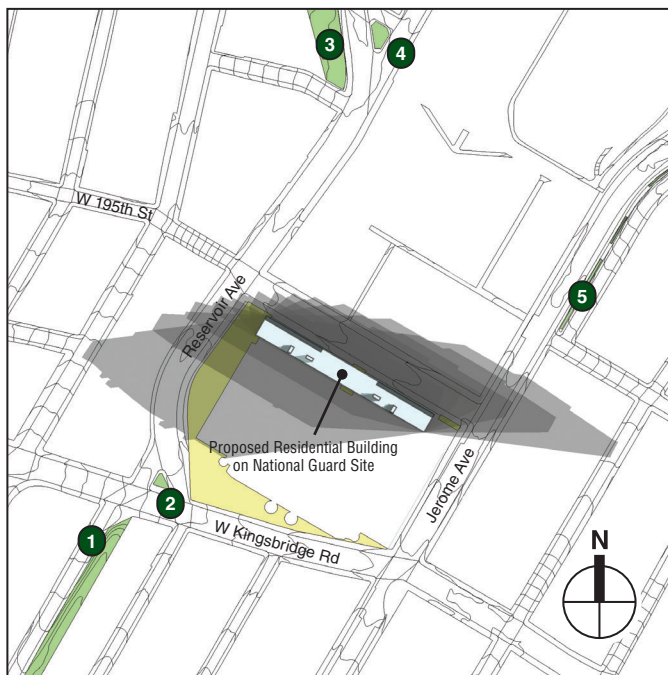 3
4
W 195th St
Reservoir Ave
5
Proposed Residential Building
on National Guard Site
Jerome Ave
2
1
W Kingsbridge Rd
N